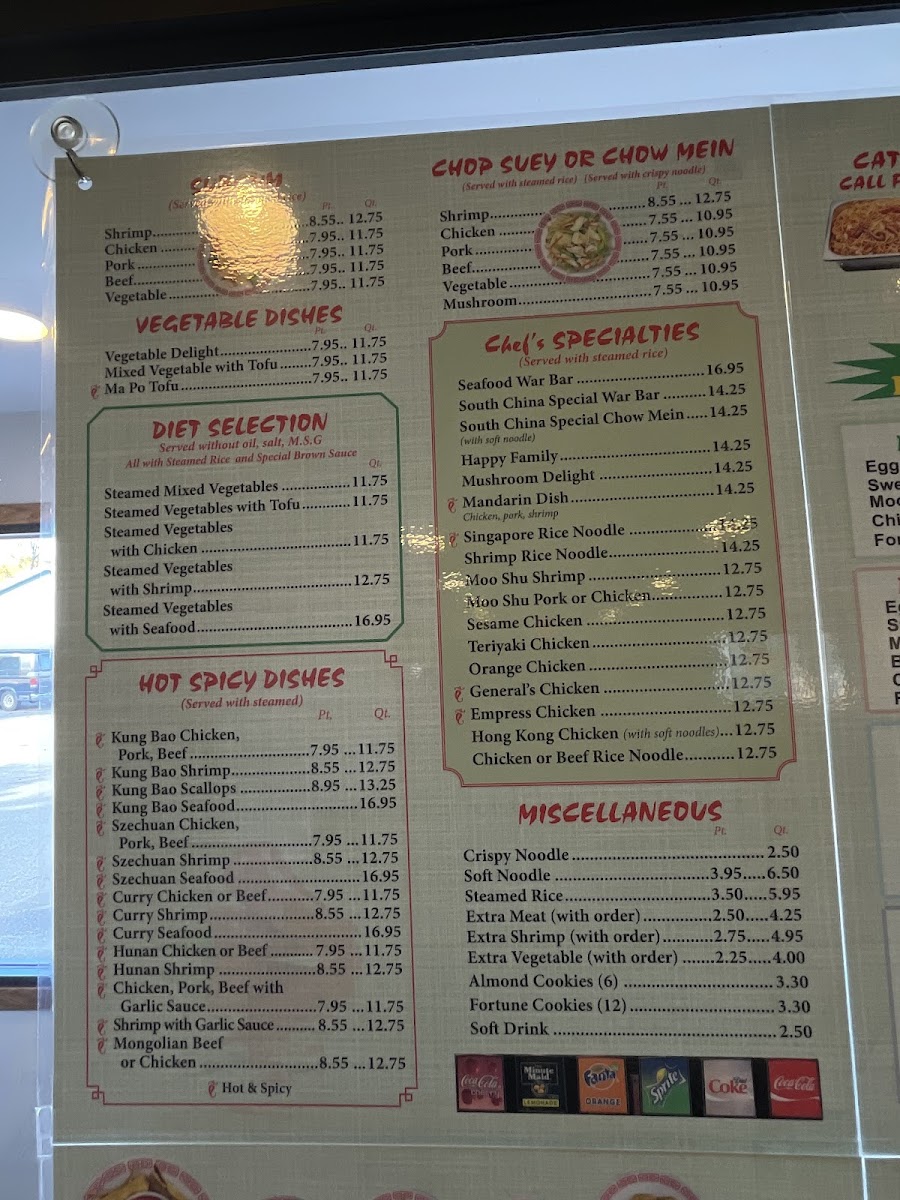 (Served
Pt. Qt.
Shrimp................8.55.. 12.75
Chicken................7.95.. 11.75
Pork................7.95.. 11.75
Beef................7.95.. 11.75
Vegetable................7.95.. 11.75
VEGETABLE DISHES
Pt. Qt.
Vegetable Delight......................7.95.. 11.75
Mixed Vegetable with Tofu........7.95.. 11.75
Ma Po Tofu................................7.95.. 11.75
DIET SELECTION
Served without oil, salt, M.S.G
All with Steamed Rice and Special Brown Sauce
Qt.
Steamed Mixed Vegetables ................11.75
Steamed Vegetables with Tofu............11.75
Steamed Vegetables
with Chicken ....................................11.75
Steamed Vegetables
with Shrimp......................................12.75
Steamed Vegetables
with Seafood.....................................16.95
HOT SPICY DISHES
(Served with steamed)
Pt. Qt.
Kung Bao Chicken,
Pork, Beef.............................7.95 ...11.75
Kung Bao Shrimp...................8.55 ...12.75
Kung Bao Scallops .................8.95 ...13.25
Kung Bao Seafood.............................16.95
Szechuan Chicken,
Pork, Beef.............................7.95 ...11.75
Szechuan Shrimp ...................8.55 ...12.75
Szechuan Seafood ..............................16.95
Curry Chicken or Beef...........7.95 ...11.75
Curry Shrimp.........................8.55 ...12.75
Curry Seafood...................................16.95
Hunan Chicken or Beef .......... 7.95 ...11.75
Hunan Shrimp .......................8.55 ...12.75
Chicken, Pork, Beef with
Garlic Sauce..........................7.95 ...11.75
Shrimp with Garlic Sauce.......... 8.55 ...12.75
Mongolian Beef
or Chicken ............................8.55 ...12.75
Hot & Spicy
CHOP SUEY OR CHOW MEIN
(Served with steamed rice) (Served with crispy noodle)
Pt. Qt.
Shrimp................8.55 ... 12.75
Chicken................7.55 ... 10.95
Pork................7.55 ... 10.95
Beef................7.55 ... 10.95
Vegetable................7.55 ... 10.95
Mushroom................7.55 ... 10.95
Chef's SPECIALTIES
(Served with steamed rice)
Seafood War Bar ..............................16.95
South China Special War Bar ..........14.25
South China Special Chow Mein .....14.25
(with soft noodle)
Happy Family....................................14.25
Mushroom Delight ...........................14.25
Mandarin Dish..................................14.25
Chicken, pork, shrimp
Singapore Rice Noodle .....................14.25
Shrimp Rice Noodle..........................14.25
Moo Shu Shrimp ...............................12.75
Moo Shu Pork or Chicken.................12.75
Sesame Chicken ................................12.75
Teriyaki Chicken ...............................12.75
Orange Chicken ................................12.75
General's Chicken .............................12.75
Empress Chicken ..............................12.75
Hong Kong Chicken (with soft noodles)...12.75
Chicken or Beef Rice Noodle............12.75
MISCELLANEOUS
Pt. Qt.
Crispy Noodle ............................................. 2.50
Soft Noodle .....................................3.95.....6.50
Steamed Rice...................................3.50.....5.95
Extra Meat (with order) .................2.50.....4.25
Extra Shrimp (with order)............2.75.....4.95
Extra Vegetable (with order) .......2.25.....4.00
Almond Cookies (6) ....................................3.30
Fortune Cookies (12)...................................3.30
Soft Drink ....................................................2.50
Coca-Cola
Minute Maid
LEMONADE
Fanta
ORANGE
Sprite
Coke
Coca-Cola
CAT
CALL F
Egg
Swe
Moo
Chi
For